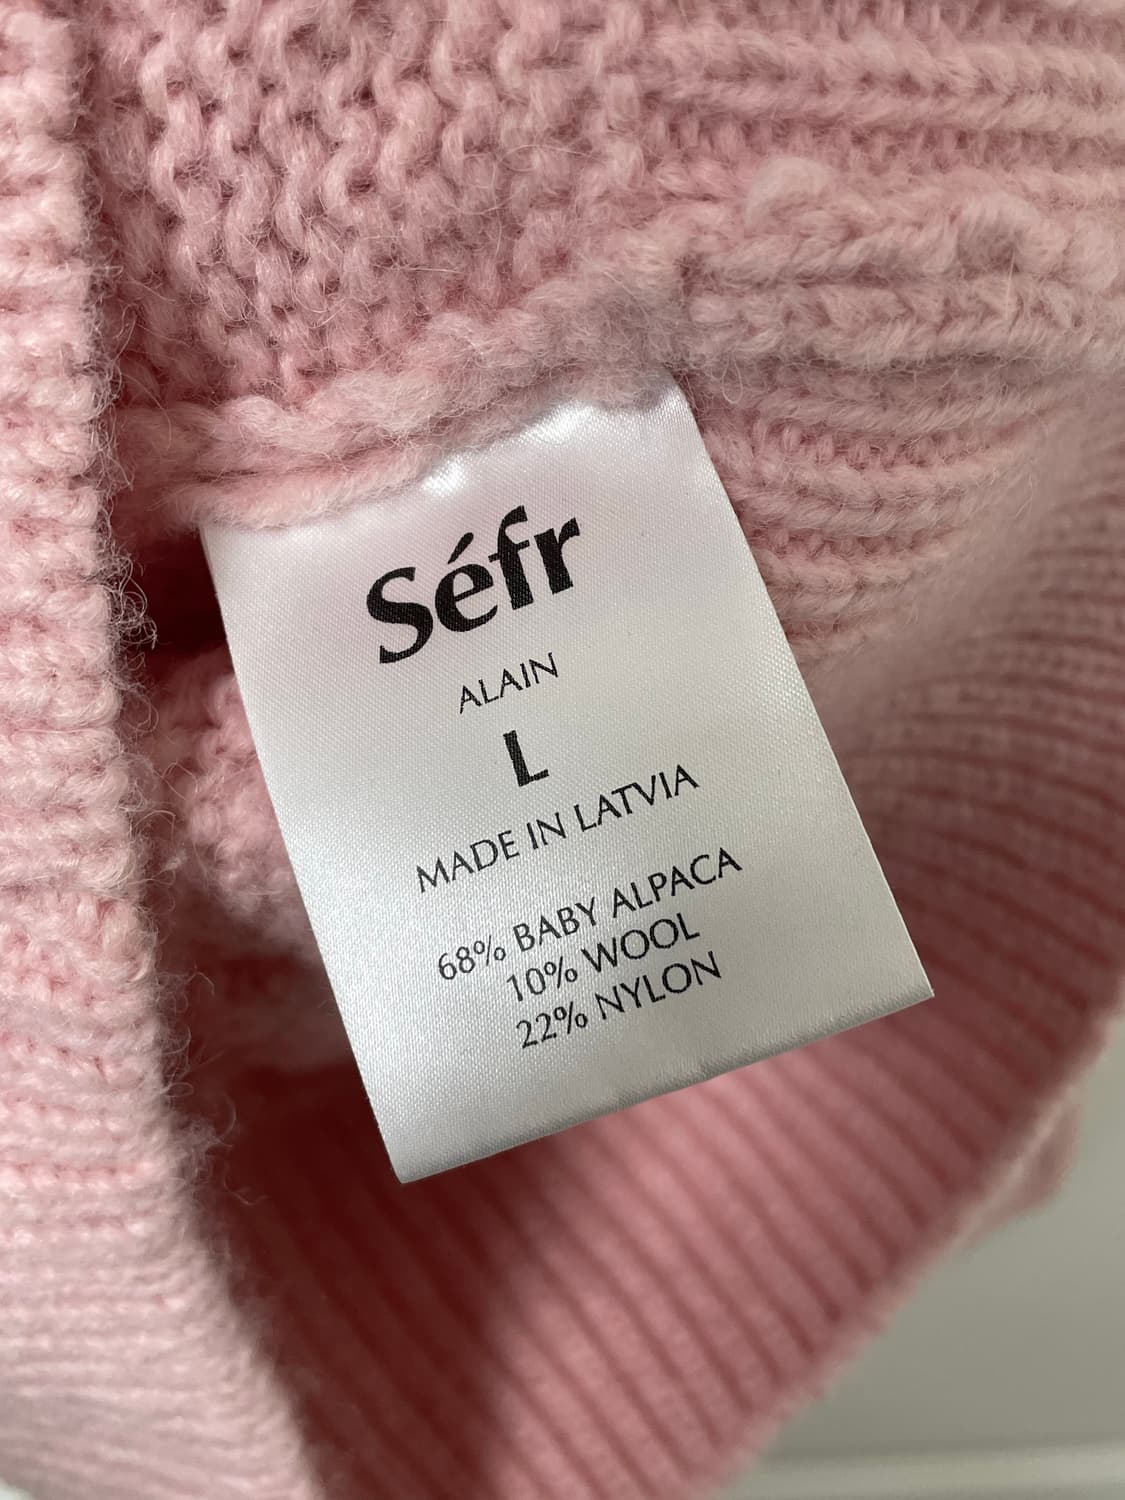 Séfr
ALAIN
L
MADE IN LATVIA
68% BABY ALPACA
10% WOOL
22% NYLON